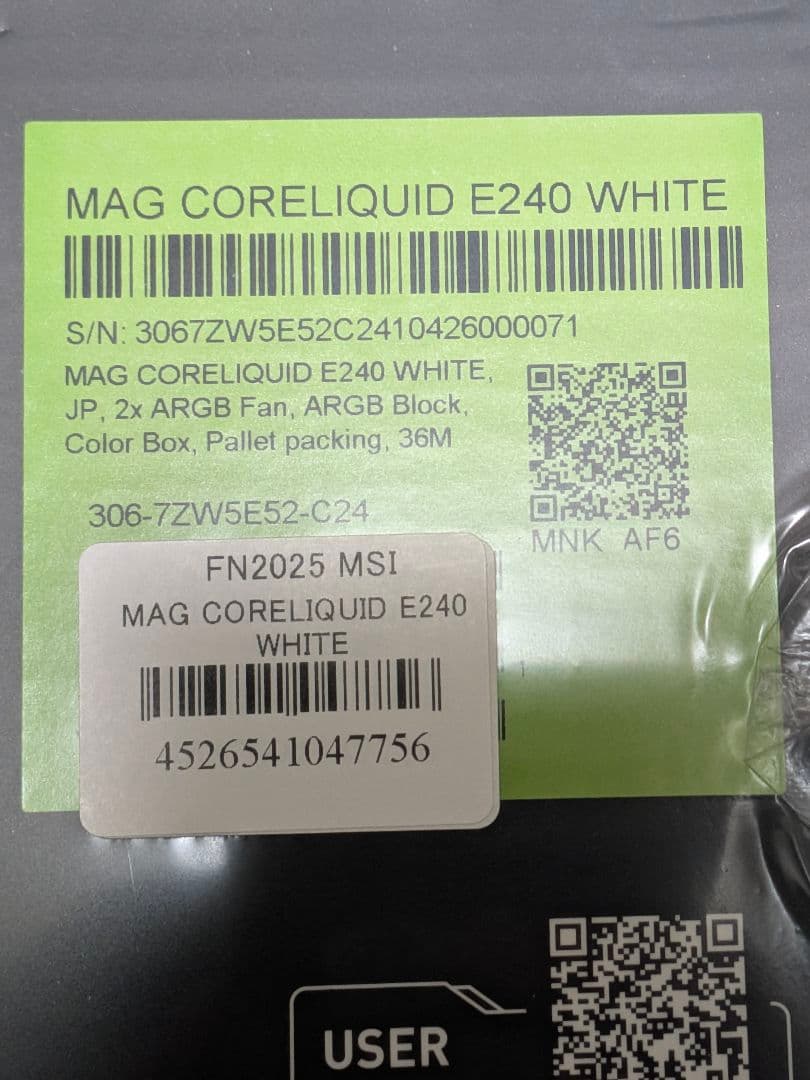 MAG CORELIQUID E240 WHITE
S/N: 3067ZW5E52C2410426000071
MAG CORELIQUID E240 WHITE,
JP, 2x ARGB Fan, ARGB Block,
Color Box, Pallet packing, 36M
306-7ZW5E52-C24
MNK AF6
FN2025 MSI
MAG CORELIQUID E240
WHITE
4526541047756
USER